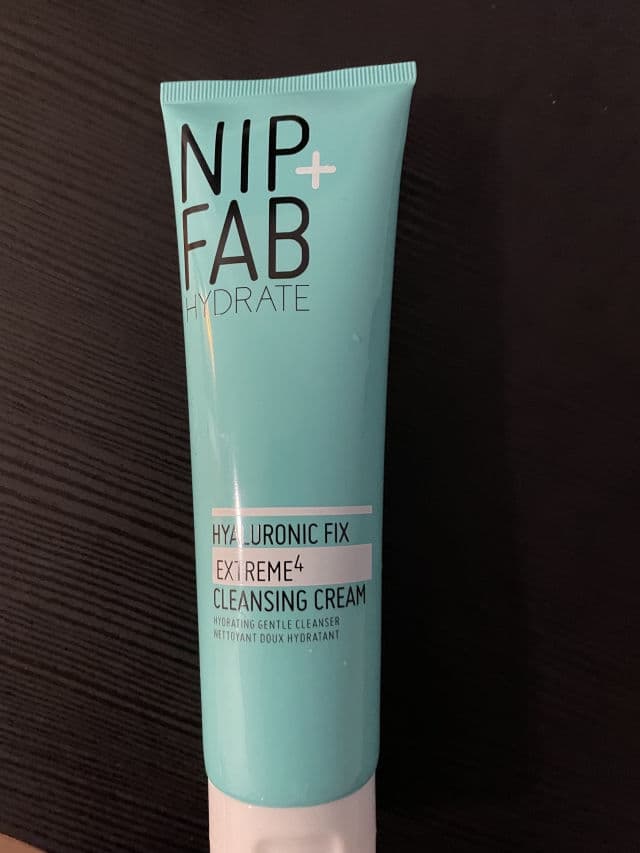 NIP+
FAB
HYDRATE
HYALURONIC FIX
EXTREME⁴
CLEANSING CREAM
HYDRATING GENTLE CLEANSER
NETTOYANT DOUX HYDRATANT